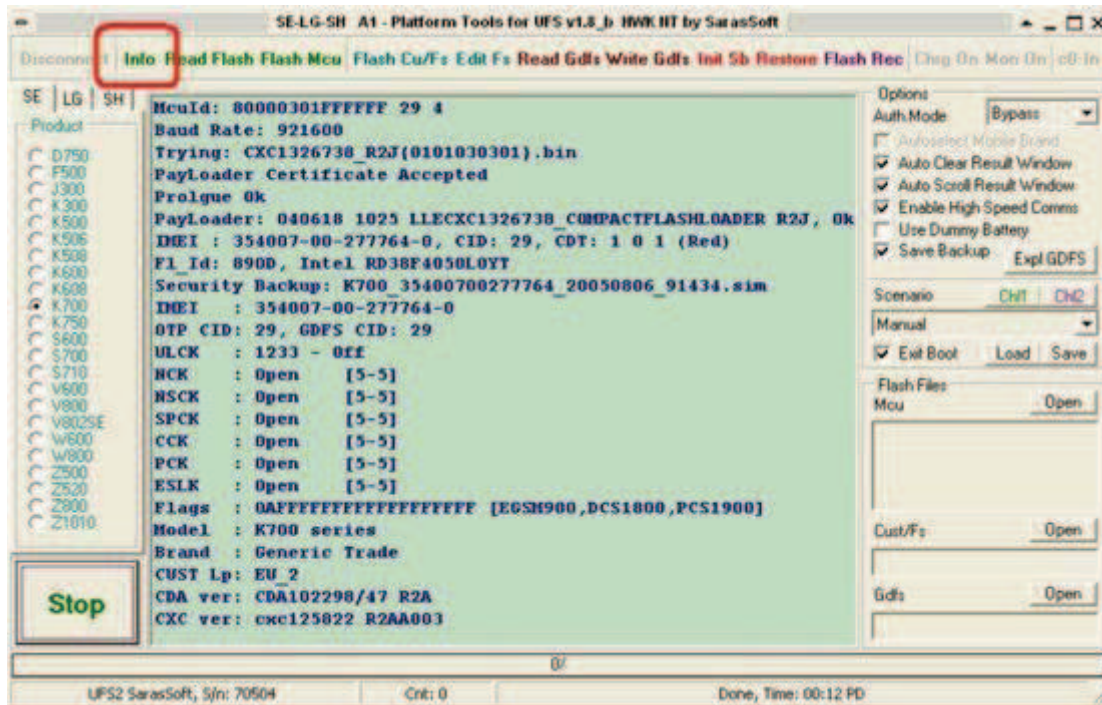 SE-LG-SH A1 - Platform Tools for UFS v1.8_b HWK INT by SarasSoft
Disconnect Info Read Flash Flash Mcu Flash Cu/Fs Edit Fs Read Gdfs Write Gdfs Init Sb Restore Flash Rec Chrg On Mon On c0-In
SE LG SH
Product
D750
F500
J300
K300
K500
K506
K508
K600
K608
K700
K750
S600
S700
S710
V600
V800
V802SE
W600
W800
Z500
Z520
Z800
Z1010
Stop
McuId: 80000301FFFFFF 29 4
Baud Rate: 921600
Trying: CXC1326738_R2J(0101030301).bin
PayLoader Certificate Accepted
Prolgue Ok
PayLoader: 040618 1025 LLECXC1326738_COMPACTFLASHLOADER R2J, Ok
IMEI : 354007-00-277764-0, CID: 29, CDT: 1 0 1 (Red)
Fl_Id: 890D, Intel RD38F4050L0YT
Security Backup: K700_35400700277764_20050806_91434.sim
IMEI : 354007-00-277764-0
OTP CID: 29, GDFS CID: 29
ULCK : 1233 - Off
NCK : Open [5-5]
NSCK : Open [5-5]
SPCK : Open [5-5]
CCK : Open [5-5]
PCK : Open [5-5]
ESLK : Open [5-5]
Flags : 0AFFFFFFFFFFFFFFFFFF [EGSM900,DCS1800,PCS1900]
Model : K700 series
Brand : Generic Trade
CUST Lp: EU_2
CDA ver: CDA102298/47 R2A
CXC ver: cxc125822 R2AA003
Options
Auth.Mode Bypass
Autoselect Mobile Brand
Auto Clear Result Window
Auto Scroll Result Window
Enable High Speed Comms
Use Dummy Battery
Save Backup Expl GDFS
Scenario Chl1 Chl2
Manual
Exit Boot Load Save
Flash Files
Mcu Open
Cust/Fs Open
Gdfs Open
0/
UFS2 SarasSoft, S/n: 70504 Cnt: 0 Done, Time: 00:12 PD